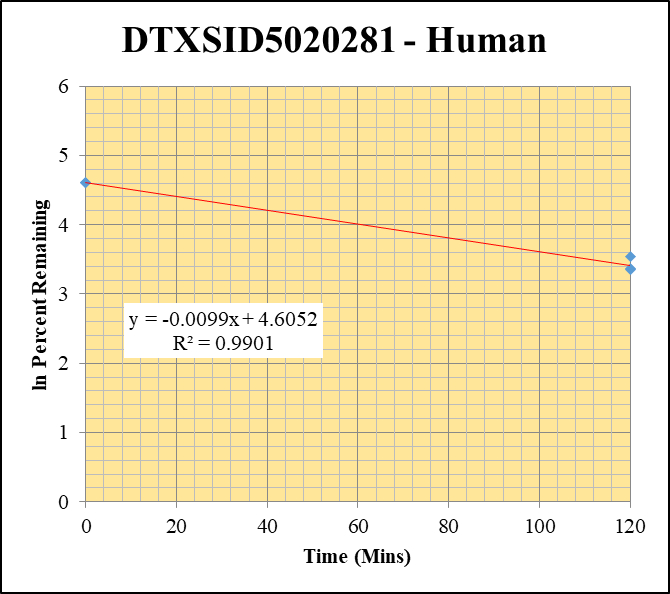 DTXSID5020281 - Human
6
5
4
3
2
1
0
ln Percent Remaining
y = -0.0099x + 4.6052
R² = 0.9901
0 20 40 60 80 100 120
Time (Mins)